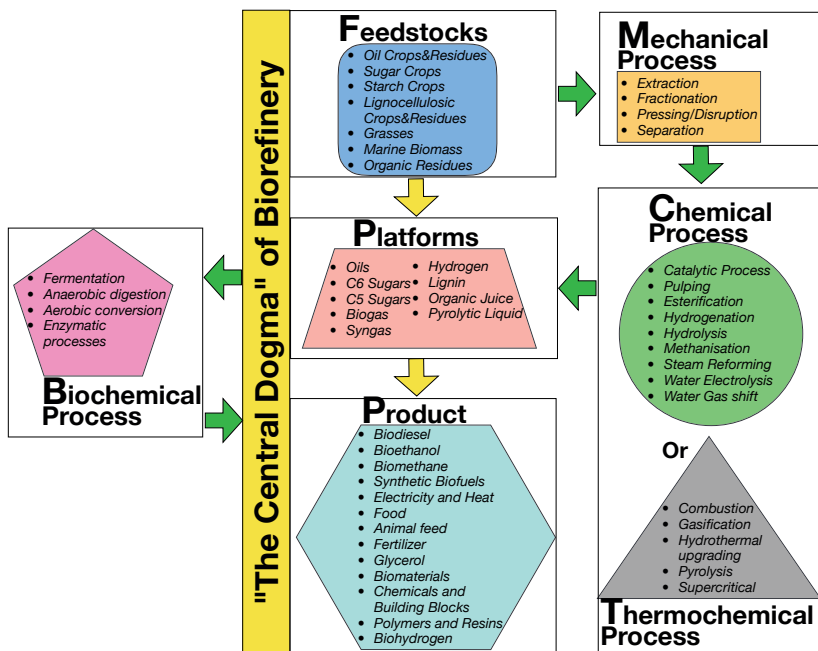 "The Central Dogma" of Biorefinery
Feedstocks
• Oil Crops&Residues
• Sugar Crops
• Starch Crops
• Lignocellulosic
Crops&Residues
• Grasses
• Marine Biomass
• Organic Residues
Mechanical
Process
• Extraction
• Fractionation
• Pressing/Disruption
• Separation
Chemical
Process
• Catalytic Process
• Pulping
• Esterification
• Hydrogenation
• Hydrolysis
• Methanisation
• Steam Reforming
• Water Electrolysis
• Water Gas shift
Or
• Combustion
• Gasification
• Hydrothermal
upgrading
• Pyrolysis
• Supercritical
Thermochemical
Process
Platforms
• Oils
• C6 Sugars
• C5 Sugars
• Biogas
• Syngas
• Hydrogen
• Lignin
• Organic Juice
• Pyrolytic Liquid
• Fermentation
• Anaerobic digestion
• Aerobic conversion
• Enzymatic
processes
Biochemical
Process
Product
• Biodiesel
• Bioethanol
• Biomethane
• Synthetic Biofuels
• Electricity and Heat
• Food
• Animal feed
• Fertilizer
• Glycerol
• Biomaterials
• Chemicals and
Building Blocks
• Polymers and Resins
• Biohydrogen